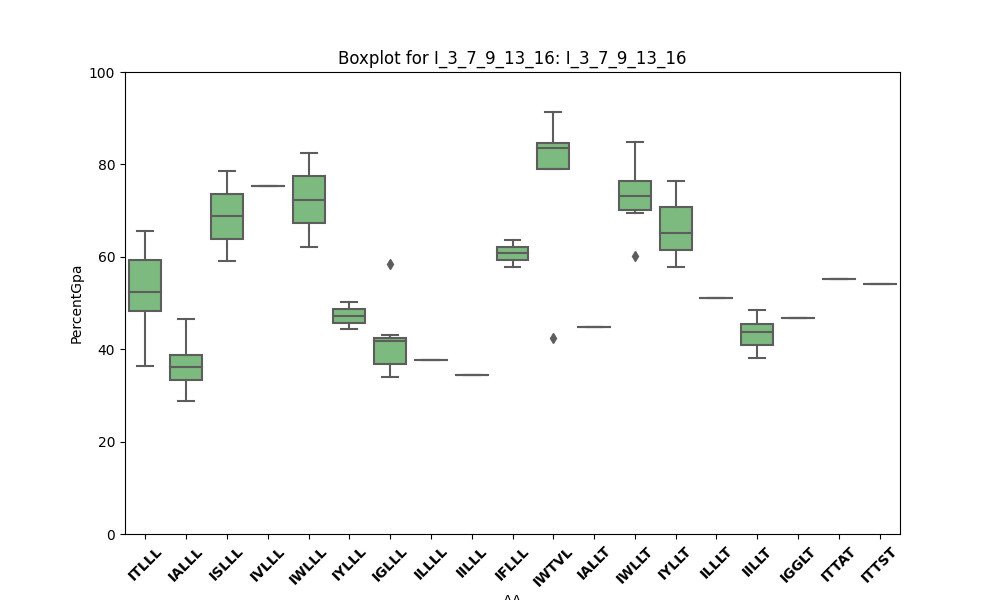 Boxplot for I_3_7_9_13_16: I_3_7_9_13_16
100
80
60
40
20
0
PercentGpa
ITLLL IALLL ISLLL IVLLL IWLLL IYLLL IGLLL ILLLL IILLL IFLLL IWTVL IALLT IWLLT IYLLT ILLLT IILLT IGGLT ITTAT ITTST
AA